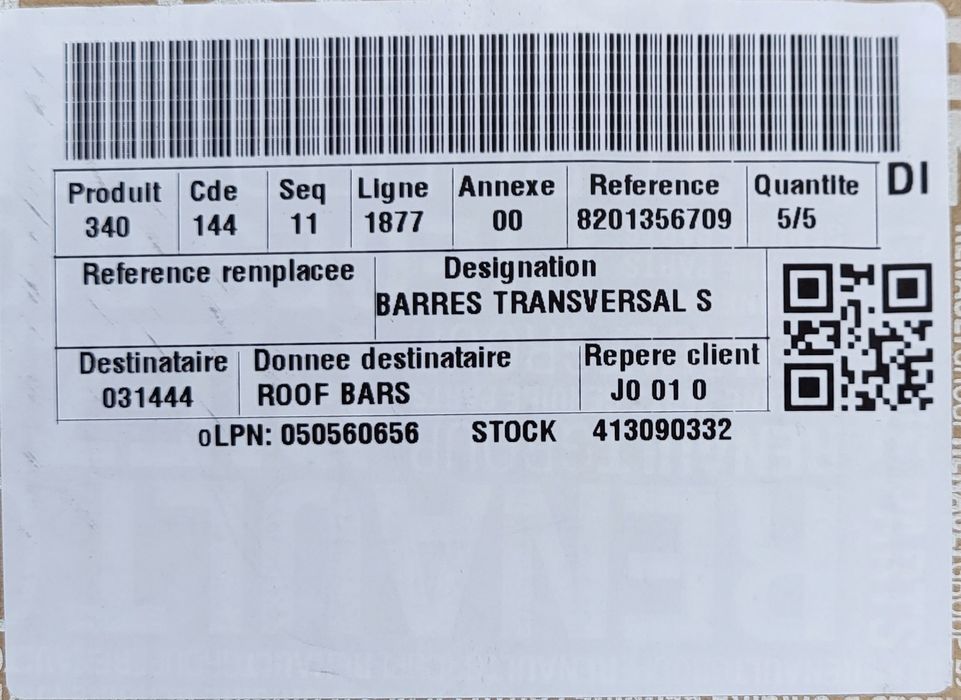 DI
Produit Cde Seq Ligne Annexe Reference Quantite
340 144 11 1877 00 8201356709 5/5
Reference remplacee Designation
BARRES TRANSVERSAL S
Destinataire Donnee destinataire Repere client
031444 ROOF BARS J0 01 0
oLPN: 050560656 STOCK 413090332